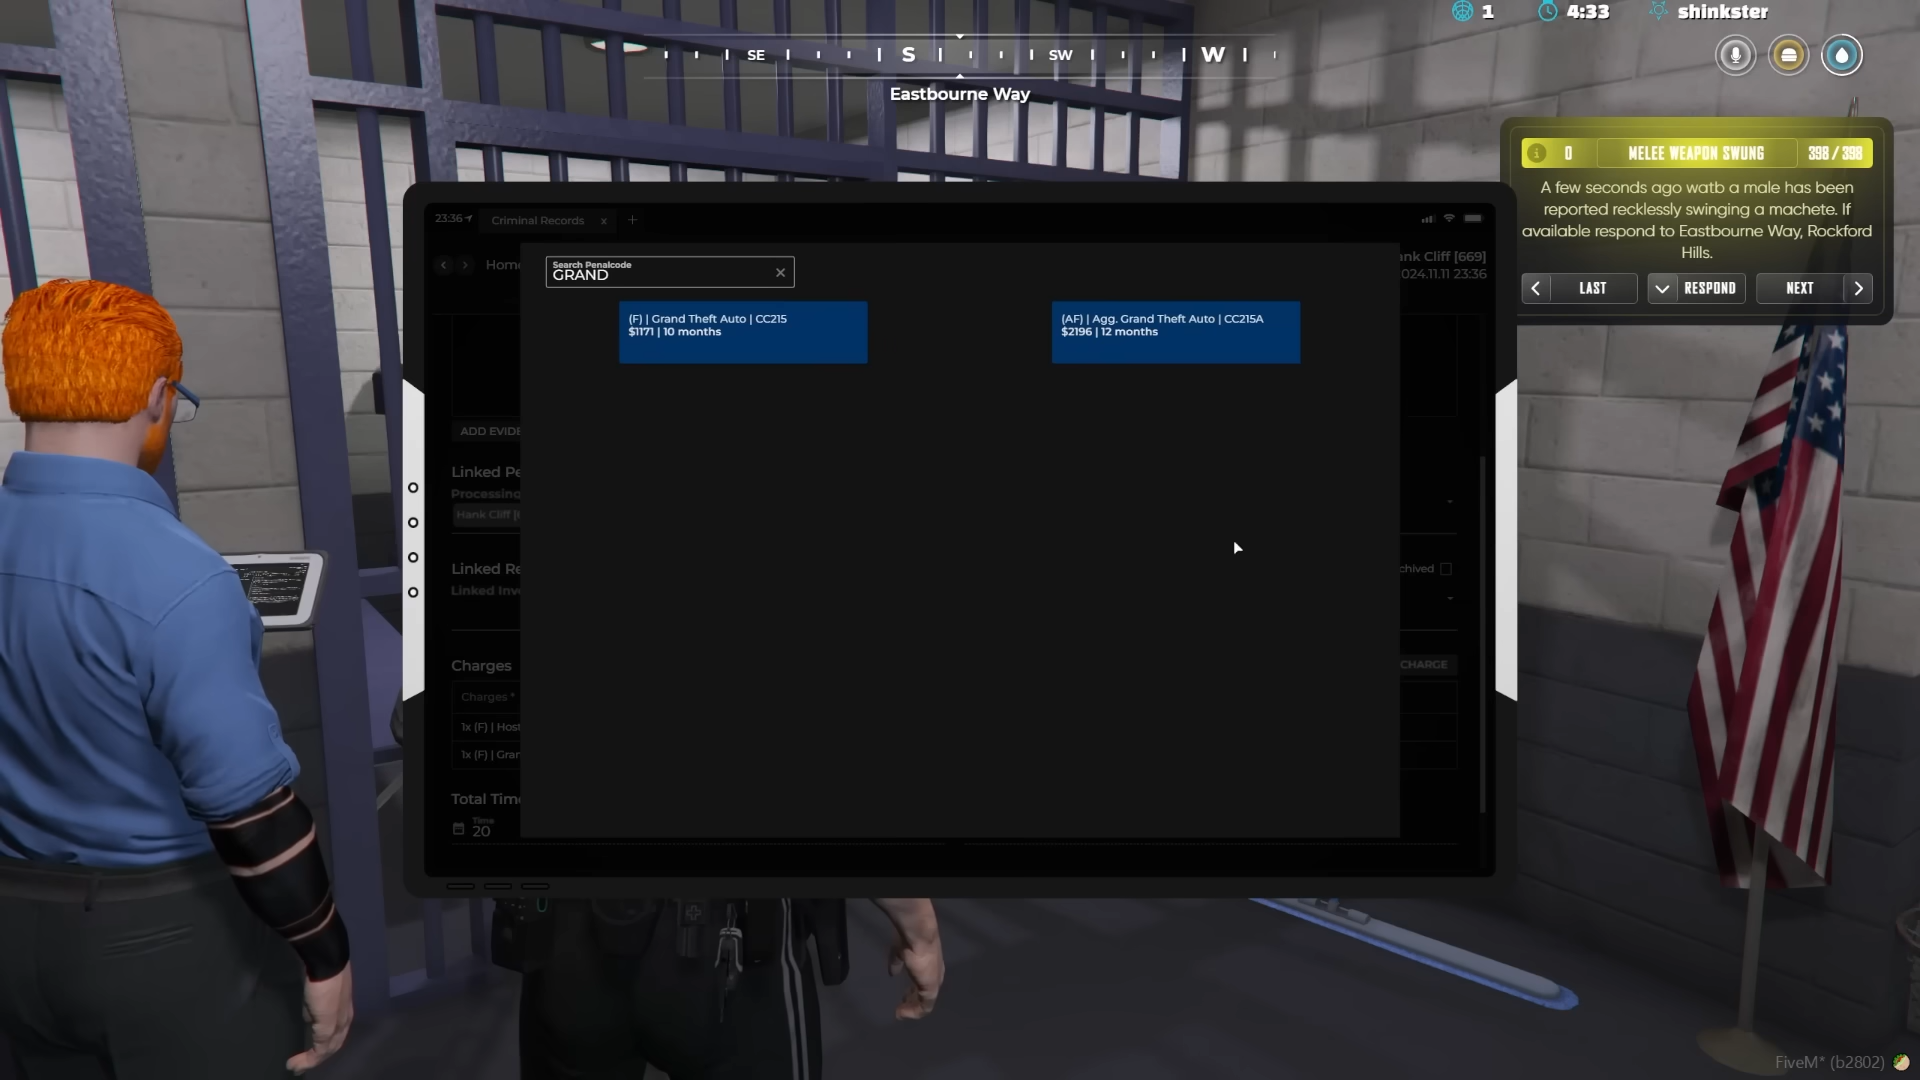 1
4:33
shinkster
SE
S
SW
W
Eastbourne Way
0
MELEE WEAPON SWUNG
398 / 398
A few seconds ago watb a male has been
reported recklessly swinging a machete. If
available respond to Eastbourne Way, Rockford
Hills.
LAST
RESPOND
NEXT
23:36
Criminal Records x +
Home
nk Cliff [669]
024.11.11 23:36
Search Penalcode
GRAND
(F) | Grand Theft Auto | CC215
$1171 | 10 months
(AF) | Agg. Grand Theft Auto | CC215A
$2196 | 12 months
ADD EVIDE
Linked Pe
Processing
Hank Cliff [
Linked Re
Linked Inv
chived
Charges
CHARGE
Charges *
1x (F) | Host
1x (F) | Gran
Total Tim
Time
20
FiveM* (b2802)